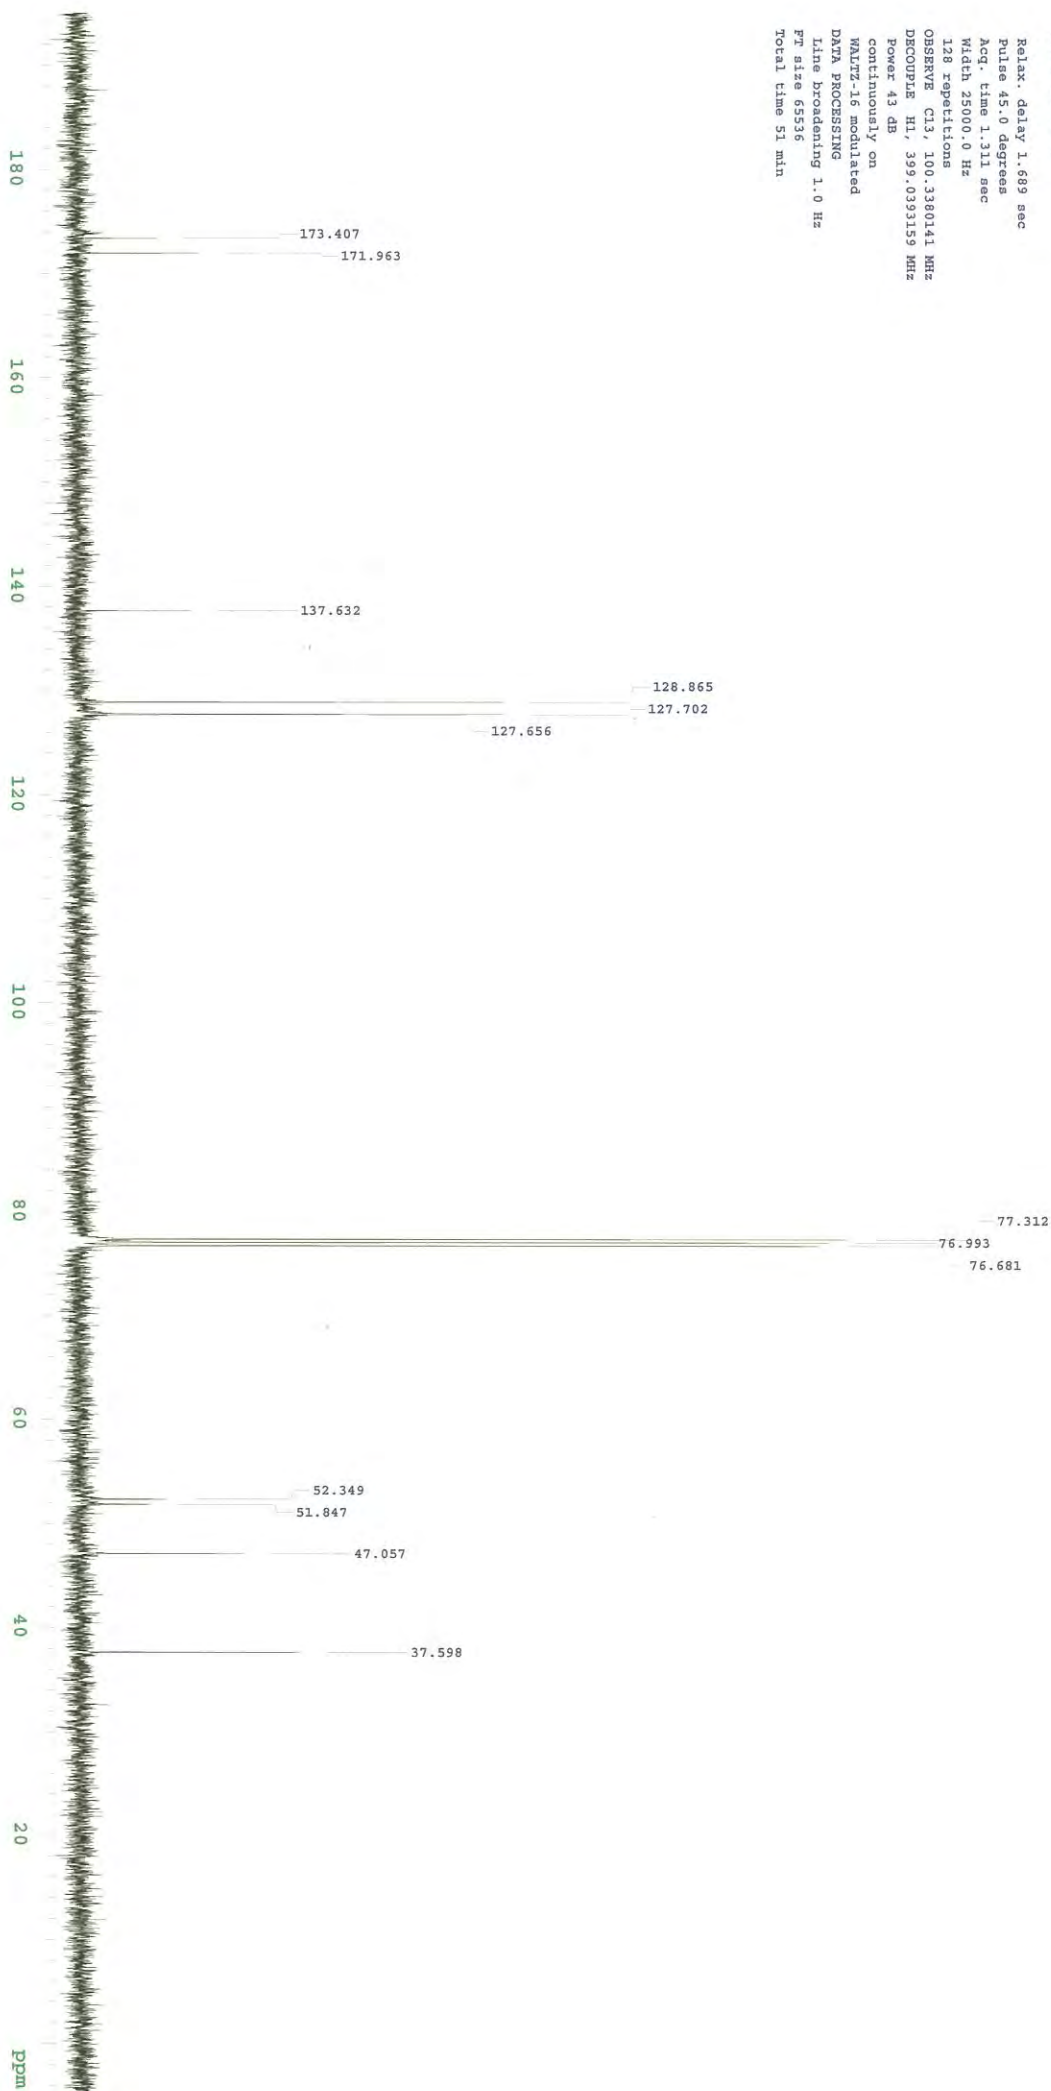 Relax. delay 1.689 sec
Pulse 45.0 degrees
Acq. time 1.311 sec
Width 25000.0 Hz
128 repetitions
OBSERVE C13, 100.3380141 MHz
DECOUPLE H1, 399.0393159 MHz
Power 43 dB
continuously on
WALTZ-16 modulated
DATA PROCESSING
Line broadening 1.0 Hz
FT size 65536
Total time 51 min
173.407
171.963
137.632
128.865
127.702
127.656
77.312
76.993
76.681
52.349
51.847
47.057
37.598
180
160
140
120
100
80
60
40
20
ppm